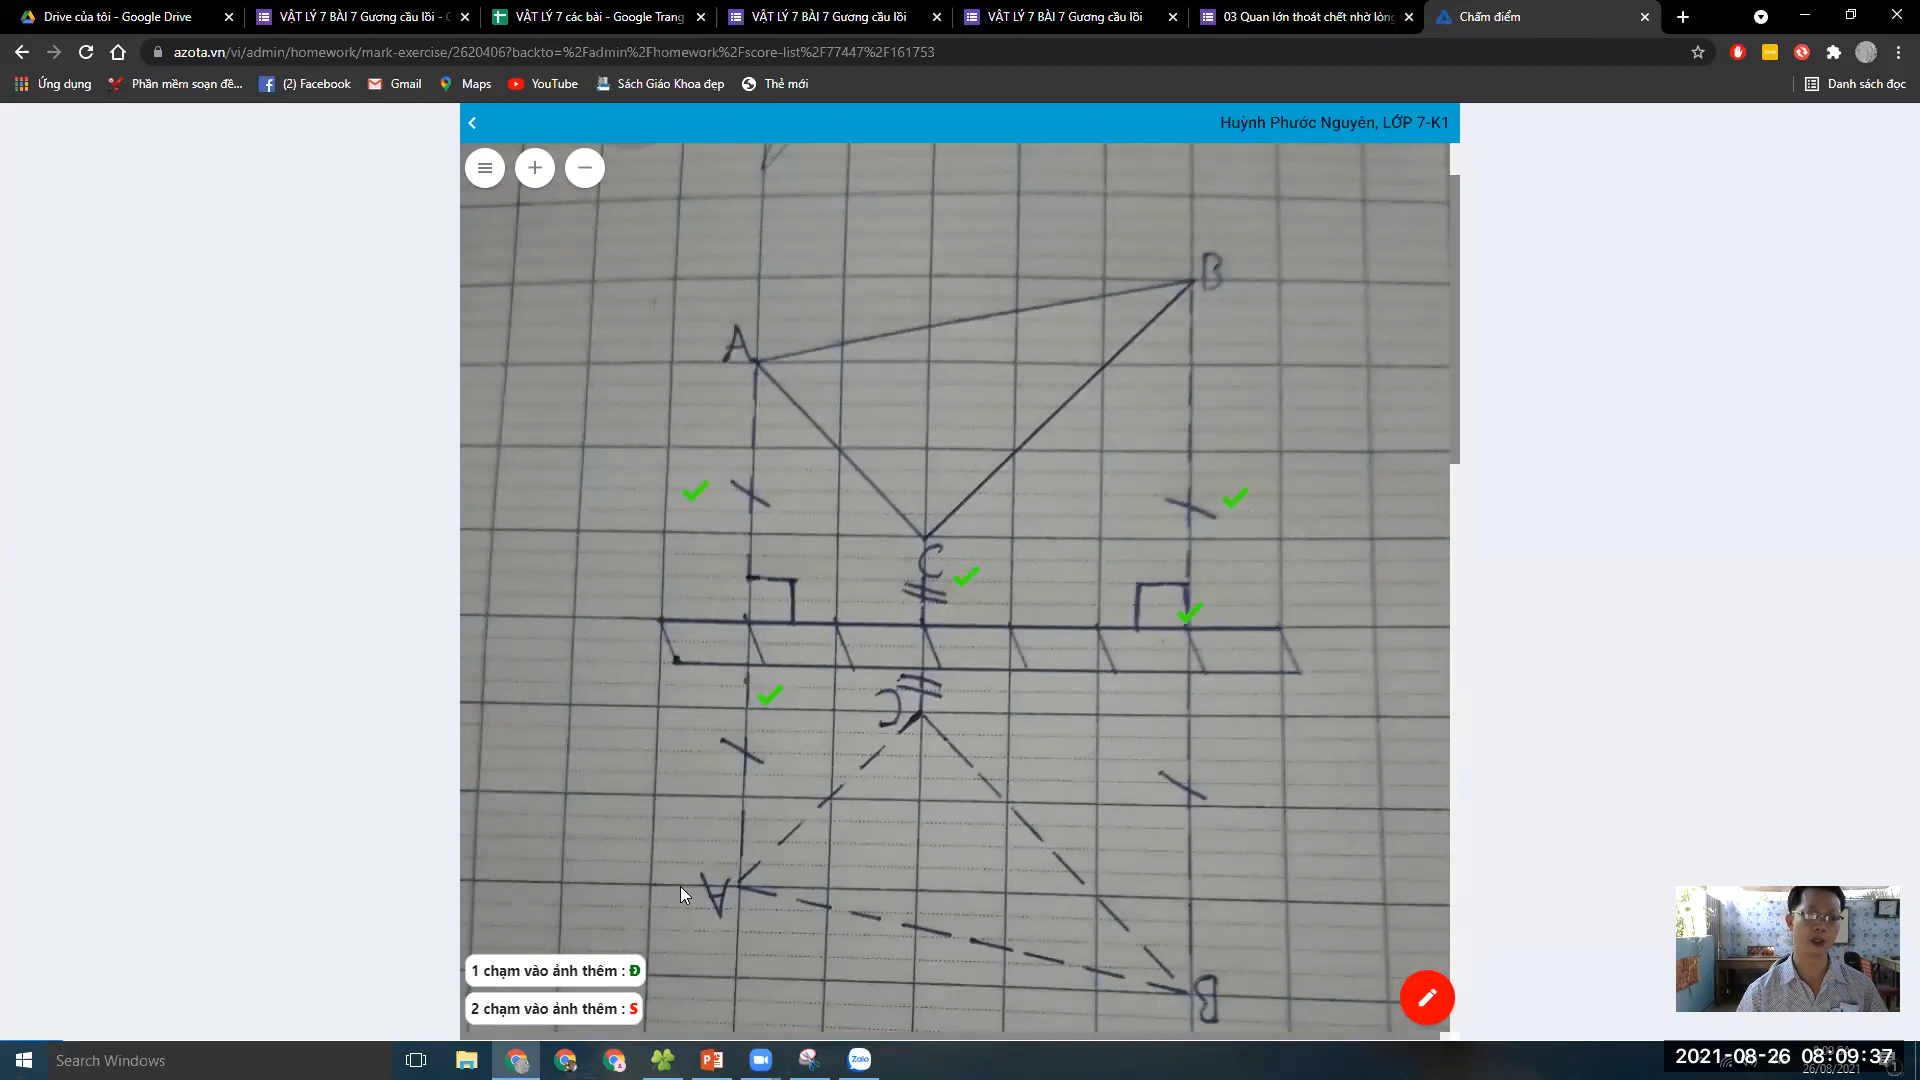 Drive của tôi - Google Drive
VẬT LÝ 7 BÀI 7 Gương cầu lồi -
VẬT LÝ 7 các bài - Google Trang
VẬT LÝ 7 BÀI 7 Gương cầu lồi
VẬT LÝ 7 BÀI 7 Gương cầu lồi
03 Quan lớn thoát chết nhờ lòn
Chấm điểm
azota.vn/vi/admin/homework/mark-exercise/2620406?backto=%2Fadmin%2Fhomework%2Fscore-list%2F77447%2F161753
Ứng dụng
Phần mềm soạn đề...
(2) Facebook
Gmail
Maps
YouTube
Sách Giáo Khoa đẹp
Thẻ mới
Danh sách đọc
Huỳnh Phước Nguyên, LỚP 7-K1
B
A
C
C
A
B
1 chạm vào ảnh thêm : Đ
2 chạm vào ảnh thêm : S
Search Windows
Zalo
2021-08-26 08:09:37
26/08/2021